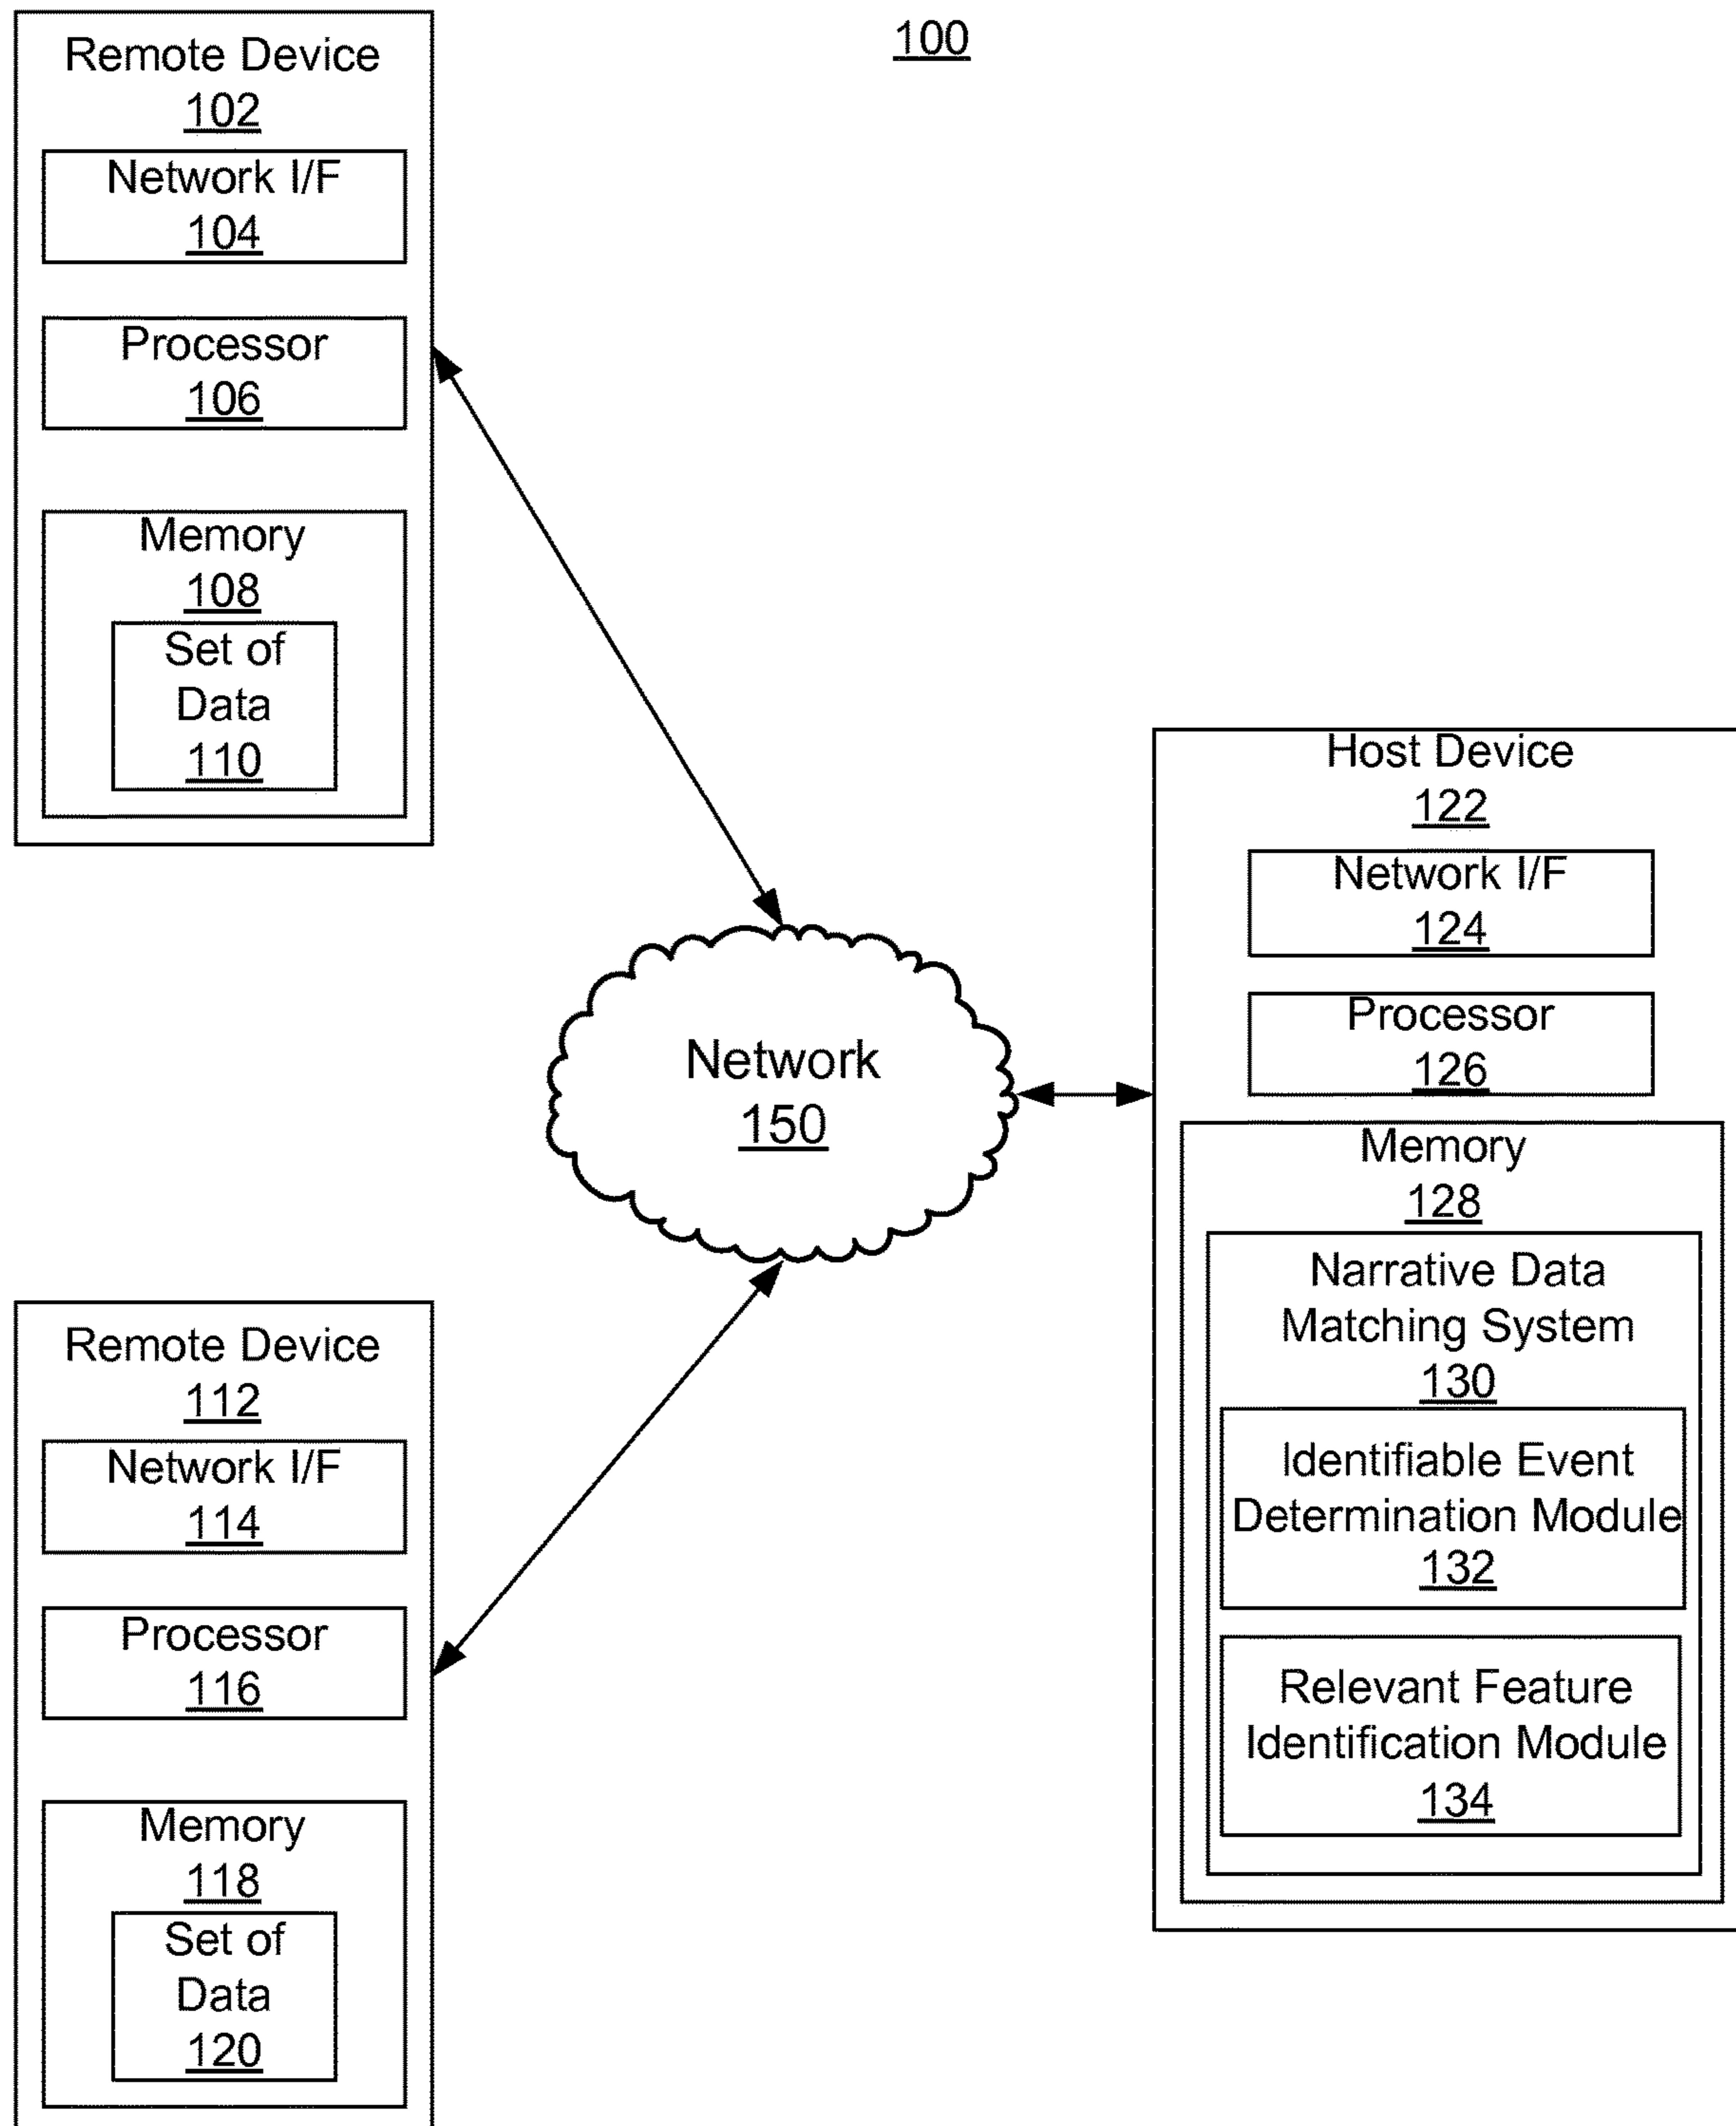 100
Remote Device
102
Network I/F
104
Processor
106
Memory
108
Set of
Data
110
Network
150
Remote Device
112
Network I/F
114
Processor
116
Memory
118
Set of
Data
120
Host Device
122
Network I/F
124
Processor
126
Memory
128
Narrative Data
Matching System
130
Identifiable Event
Determination Module
132
Relevant Feature
Identification Module
134